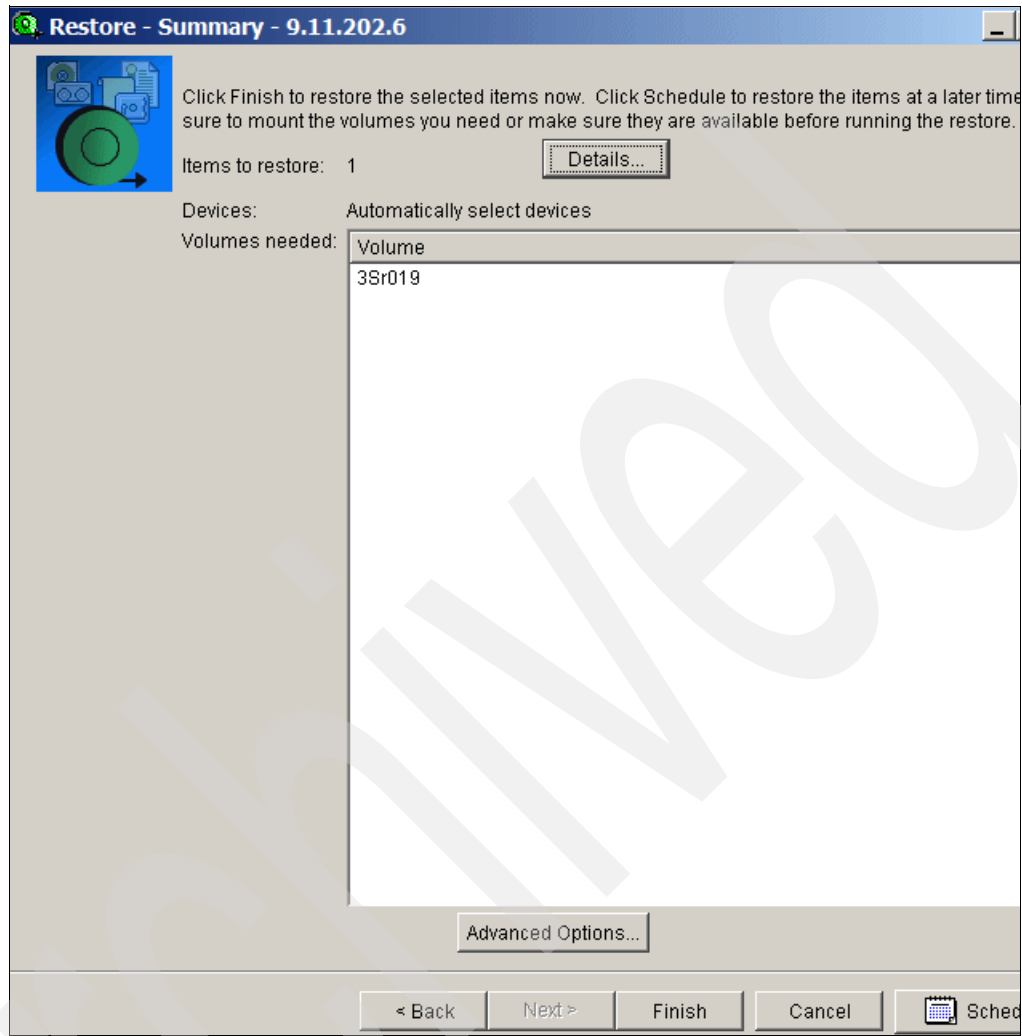 Restore - Summary - 9.11.202.6
Click Finish to restore the selected items now. Click Schedule to restore the items at a later time
sure to mount the volumes you need or make sure they are available before running the restore.
Items to restore: 1 Details...
Devices: Automatically select devices
Volumes needed: Volume
3Sr019
Advanced Options...
< Back Next > Finish Cancel Sched